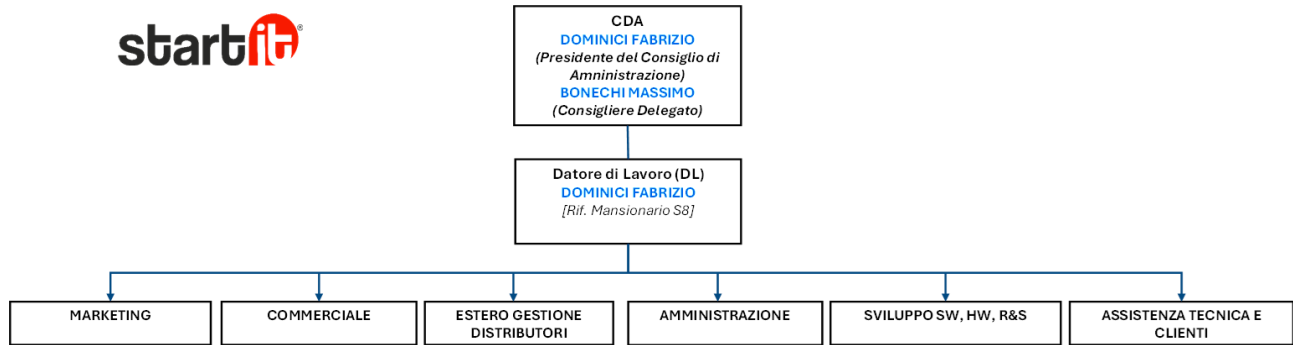 startit®
CDA
DOMINICI FABRIZIO
(Presidente del Consiglio di
Amministrazione)
BONECHI MASSIMO
(Consigliere Delegato)
Datore di Lavoro (DL)
DOMINICI FABRIZIO
[Rif. Mansionario S8]
MARKETING
COMMERCIALE
ESTERO GESTIONE
DISTRIBUTORI
AMMINISTRAZIONE
SVILUPPO SW, HW, R&S
ASSISTENZA TECNICA E
CLIENTI